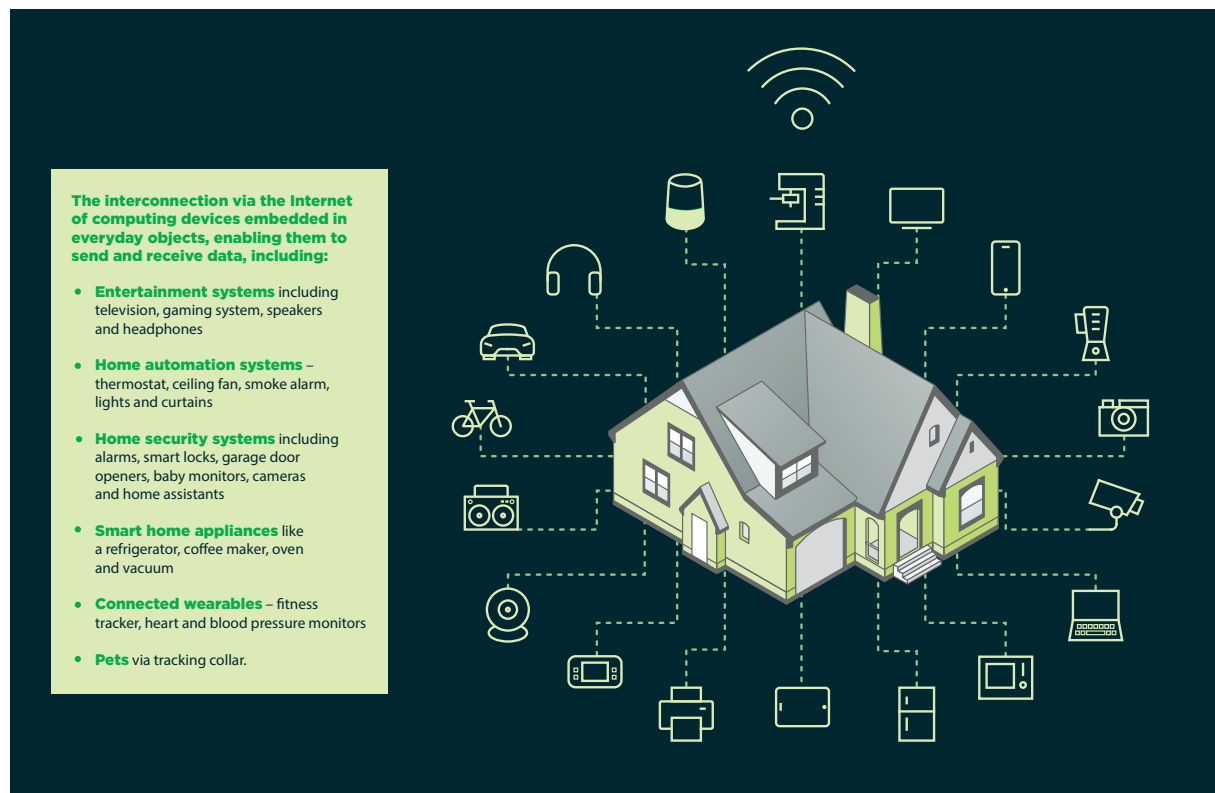 The interconnection via the Internet
of computing devices embedded in
everyday objects, enabling them to
send and receive data, including:
• Entertainment systems including
television, gaming system, speakers
and headphones
• Home automation systems –
thermostat, ceiling fan, smoke alarm,
lights and curtains
• Home security systems including
alarms, smart locks, garage door
openers, baby monitors, cameras
and home assistants
• Smart home appliances like
a refrigerator, coffee maker, oven
and vacuum
• Connected wearables – fitness
tracker, heart and blood pressure monitors
• Pets via tracking collar.